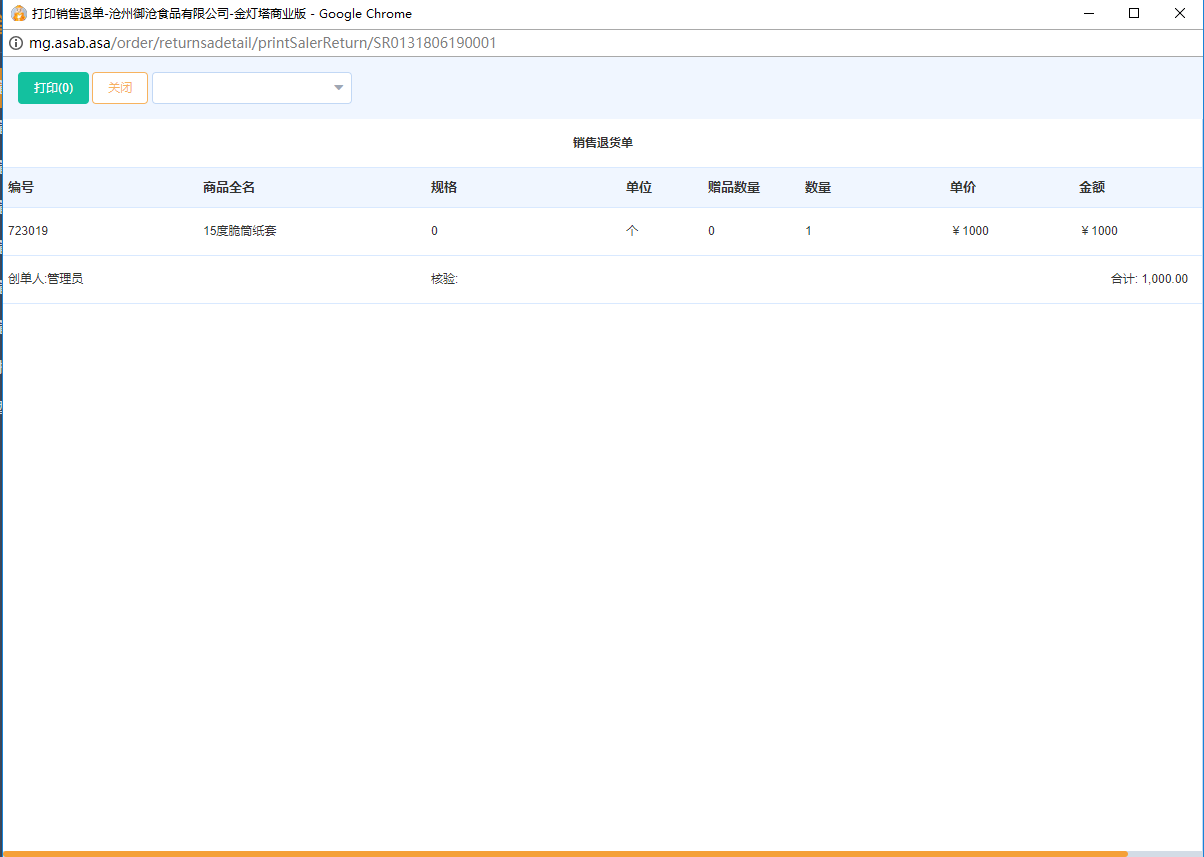 打印销售退单-沧州御沧食品有限公司-金灯塔商业版 - Google Chrome
mg.asab.asa/order/returnsadetail/printSalerReturn/SR0131806190001
打印(0) 关闭
销售退货单
编号 商品全名 规格 单位 赠品数量 数量 单价 金额
723019 15度脆筒纸套 0 个 0 1 ￥1000 ￥1000
创单人:管理员 核验: 合计: 1,000.00